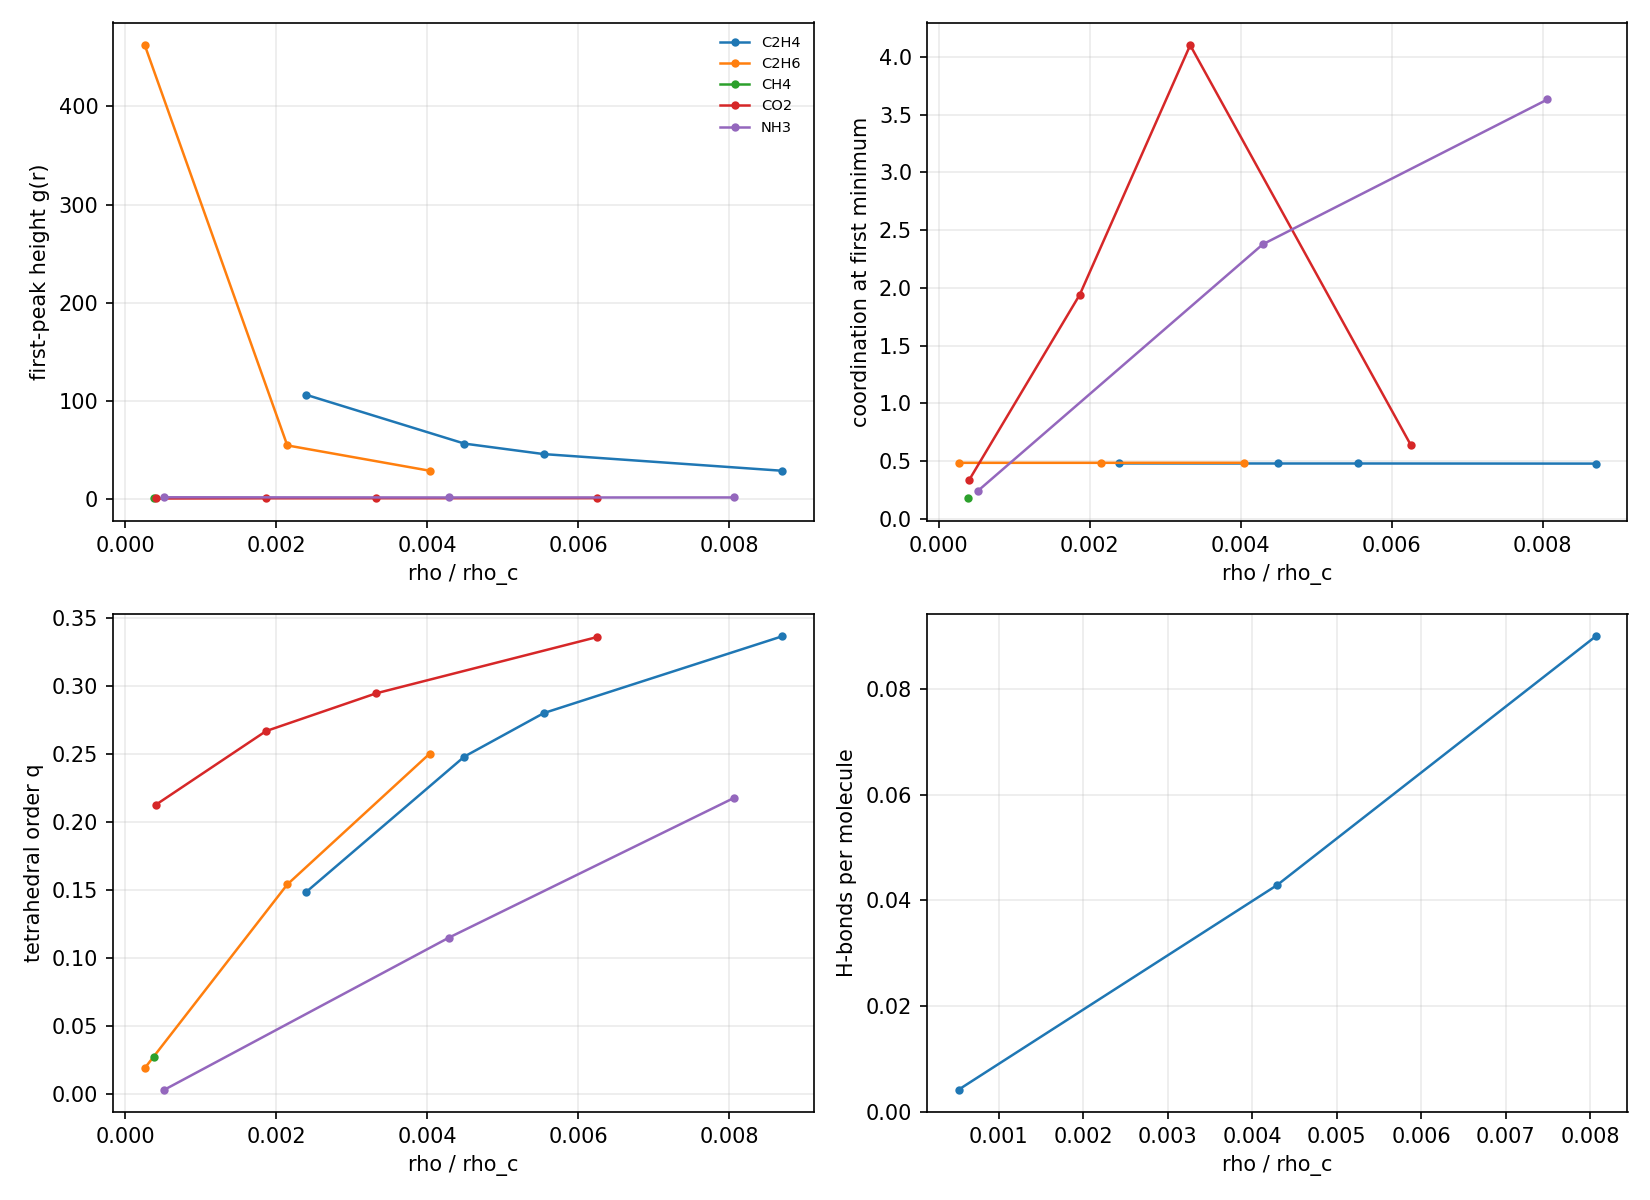 first-peak height g(r)
400
300
200
100
0
0.000 0.002 0.004 0.006 0.008
rho / rho_c
C2H4
C2H6
CH4
CO2
NH3
coordination at first minimum
4.0
3.5
3.0
2.5
2.0
1.5
1.0
0.5
0.0
0.000 0.002 0.004 0.006 0.008
rho / rho_c
tetrahedral order q
0.35
0.30
0.25
0.20
0.15
0.10
0.05
0.00
0.000 0.002 0.004 0.006 0.008
rho / rho_c
H-bonds per molecule
0.08
0.06
0.04
0.02
0.00
0.001 0.002 0.003 0.004 0.005 0.006 0.007 0.008
rho / rho_c